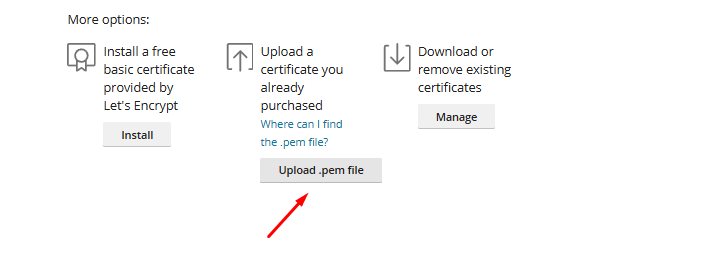 More options:
Install a free
basic certificate
provided by
Let's Encrypt
Install
Upload a
certificate you
already
purchased
Where can I find
the .pem file?
Upload .pem file
Download or
remove existing
certificates
Manage